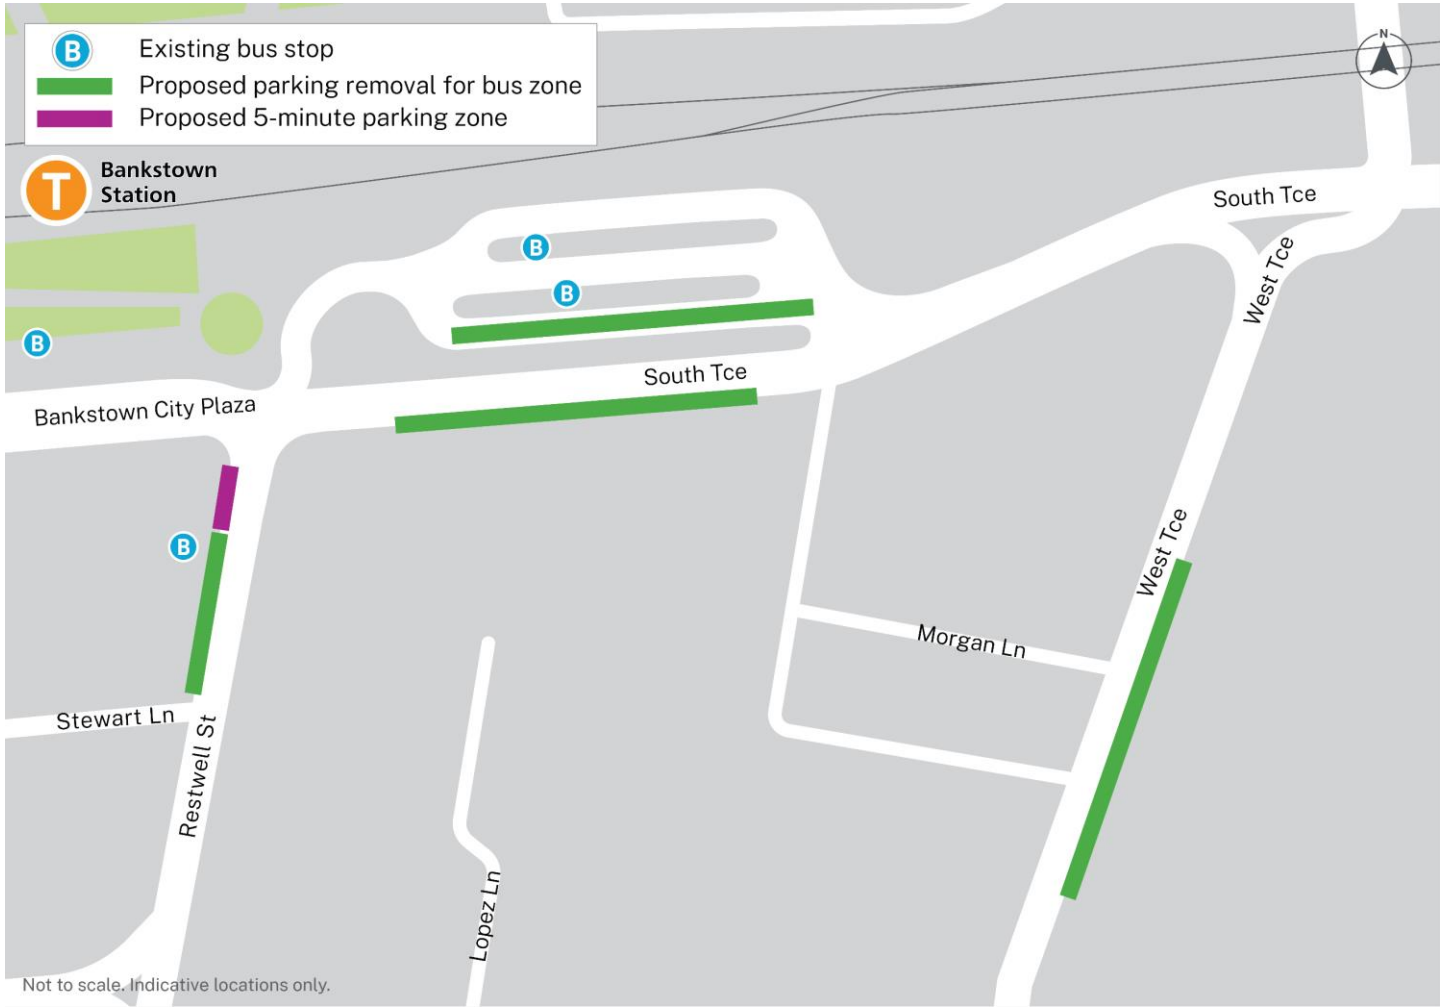 B Existing bus stop
Proposed parking removal for bus zone
Proposed 5-minute parking zone
N
T Bankstown
Station
South Tce
West Tce
B
B
B
South Tce
Bankstown City Plaza
West Tce
B
Morgan Ln
Stewart Ln
Restwell St
Lopez Ln
Not to scale. Indicative locations only.